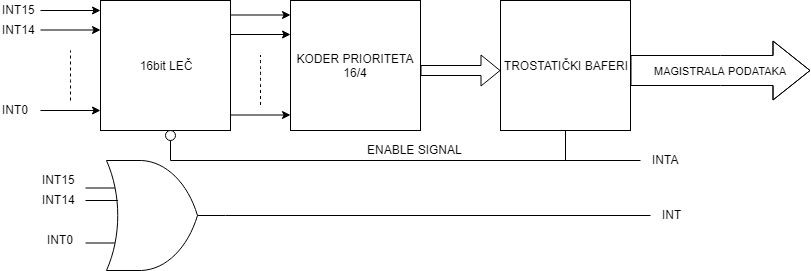 INT15
INT14
INT0
16bit LEČ
KODER PRIORITETA
16/4
TROSTATIČKI BAFERI
MAGISTRALA PODATAKA
ENABLE SIGNAL
INTA
INT15
INT14
INT0
INT